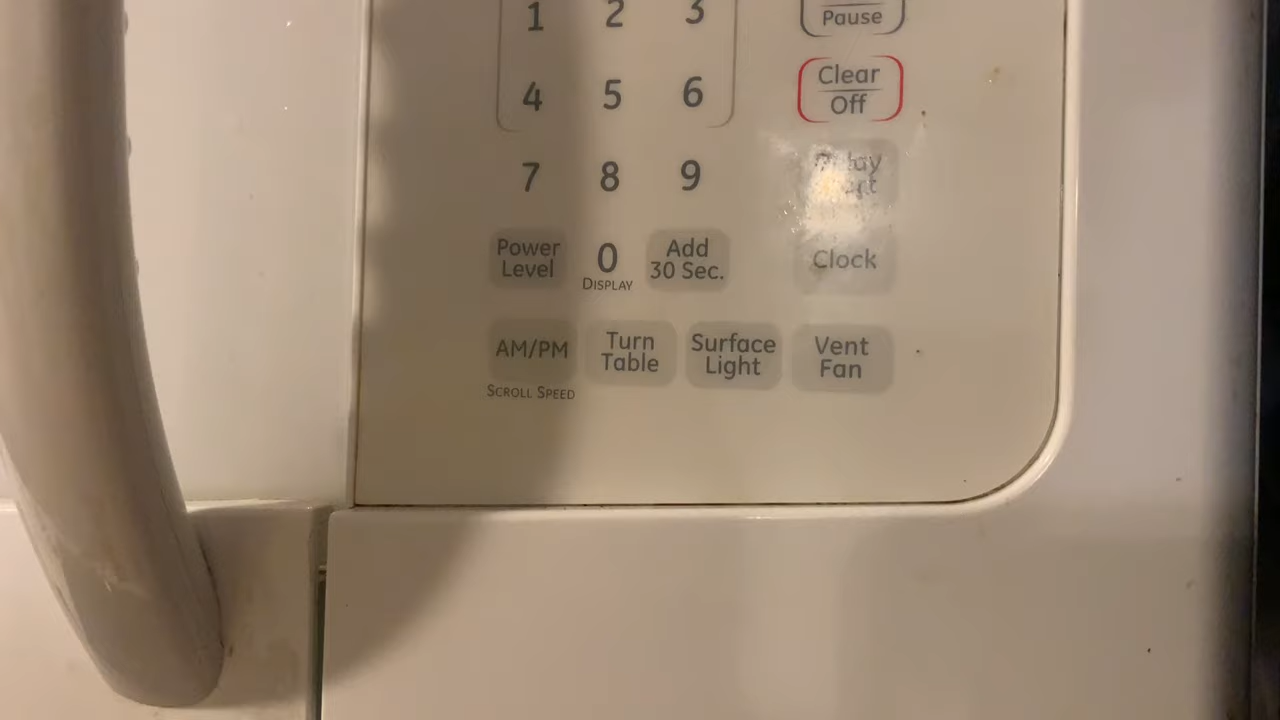 1 2 3
Pause
4 5 6
Clear
Off
7 8 9
Power
Level
0
DISPLAY
Add
30 Sec.
Clock
AM/PM
SCROLL SPEED
Turn
Table
Surface
Light
Vent
Fan